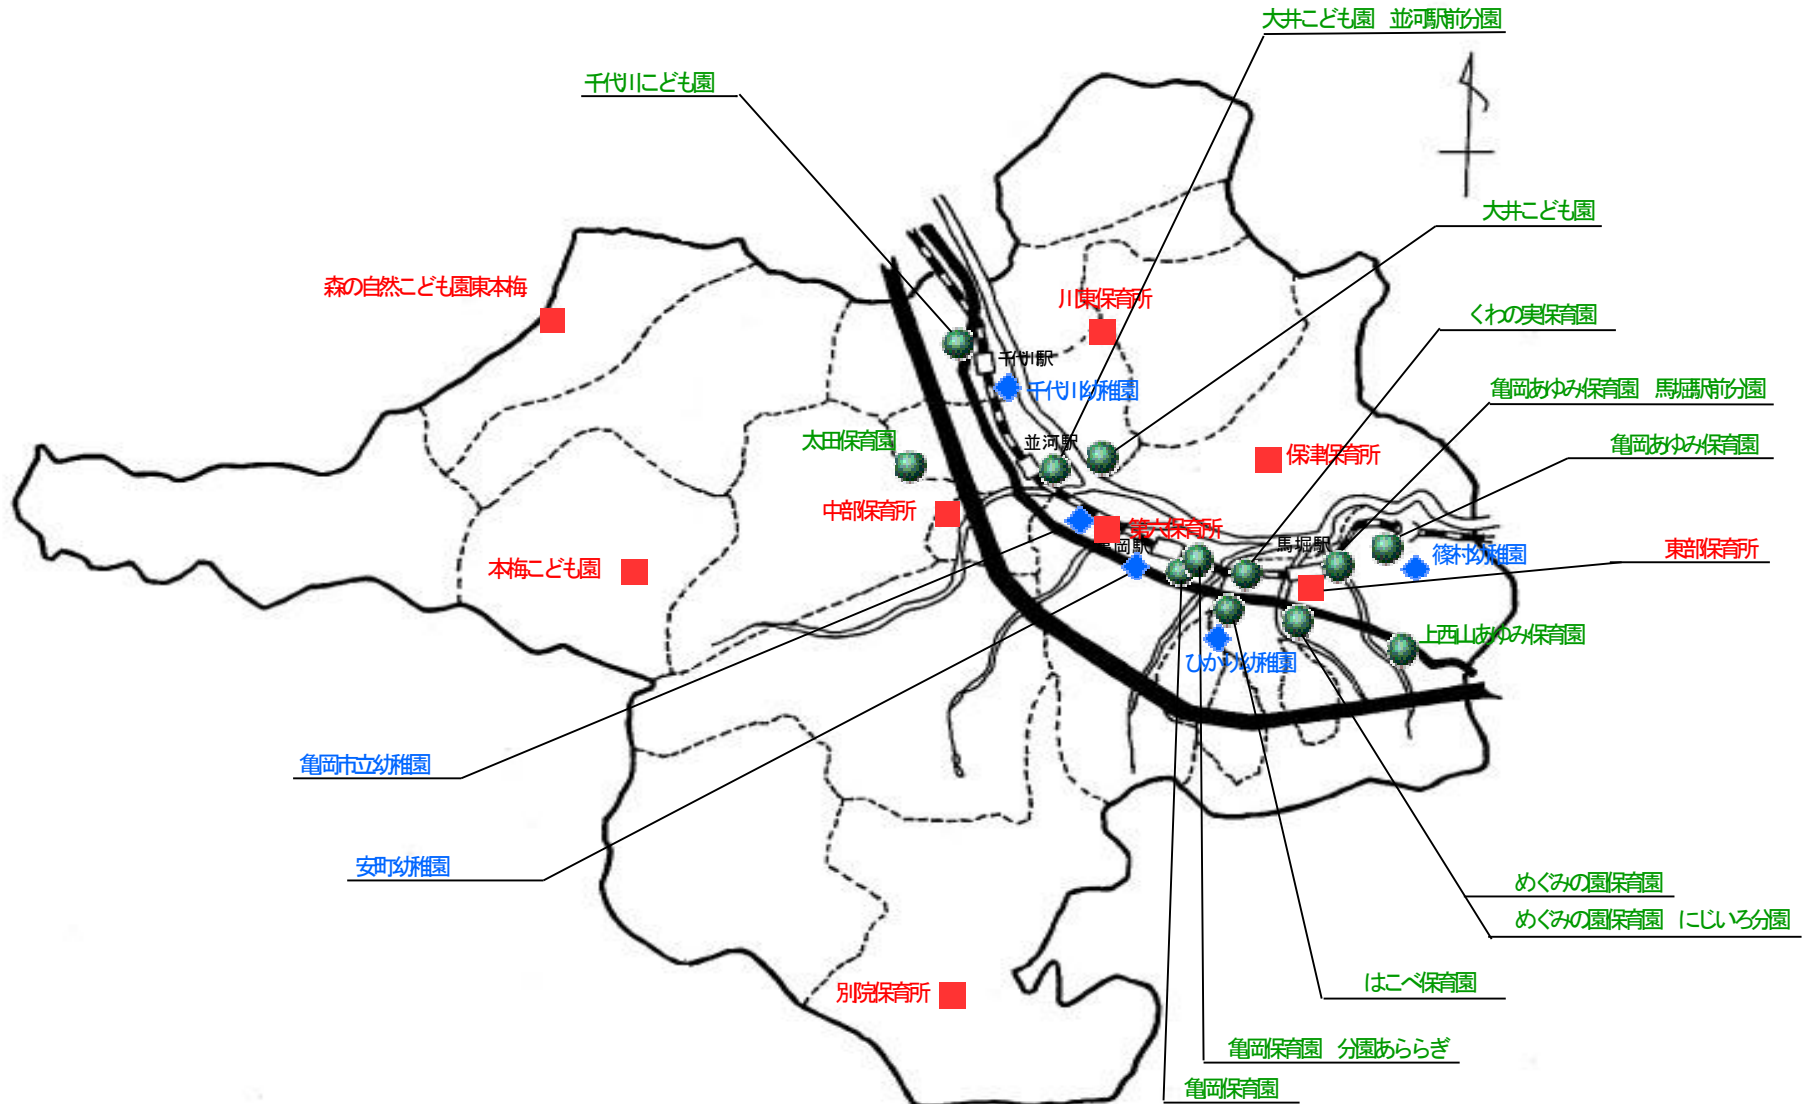 大井こども園　並河駅前分園
千代川こども園
大井こども園
森の自然こども園東本梅
川東保育所
くわの実保育園
千代川駅
千代川幼稚園
亀岡あゆみ保育園　馬堀駅前分園
太田保育園
並河駅
保津保育所
亀岡あゆみ保育園
中部保育所
第六保育所
亀岡駅
馬堀駅
篠村幼稚園
東部保育所
本梅こども園
上西山あゆみ保育園
ひかり幼稚園
亀岡市立幼稚園
安町幼稚園
めぐみの園保育園
めぐみの園保育園　にじいろ分園
はこべ保育園
別院保育所
亀岡保育園　分園あららぎ
亀岡保育園